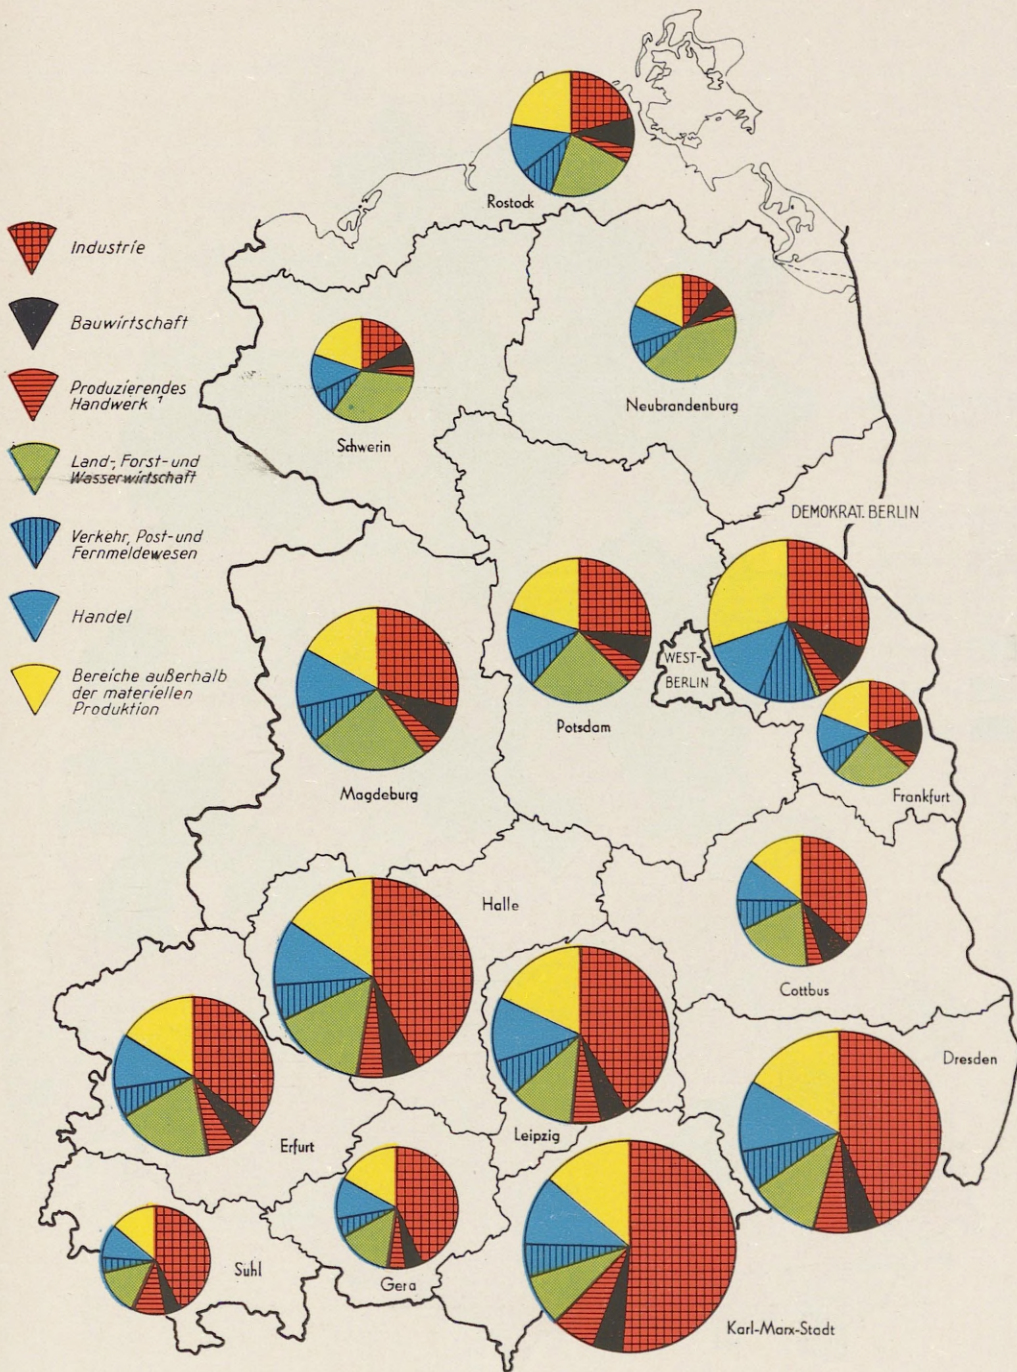 Industrie
Bauwirtschaft
Produzierendes
Handwerk 1
Land-, Forst- und
Wasserwirtschaft
Verkehr, Post- und
Fernmeldewesen
Handel
Bereiche außerhalb
der materiellen
Produktion
Rostock
Schwerin
Neubrandenburg
DEMOKRAT. BERLIN
WEST-
BERLIN
Potsdam
Magdeburg
Frankfurt
Halle
Cottbus
Dresden
Leipzig
Erfurt
Suhl
Gera
Karl-Marx-Stadt